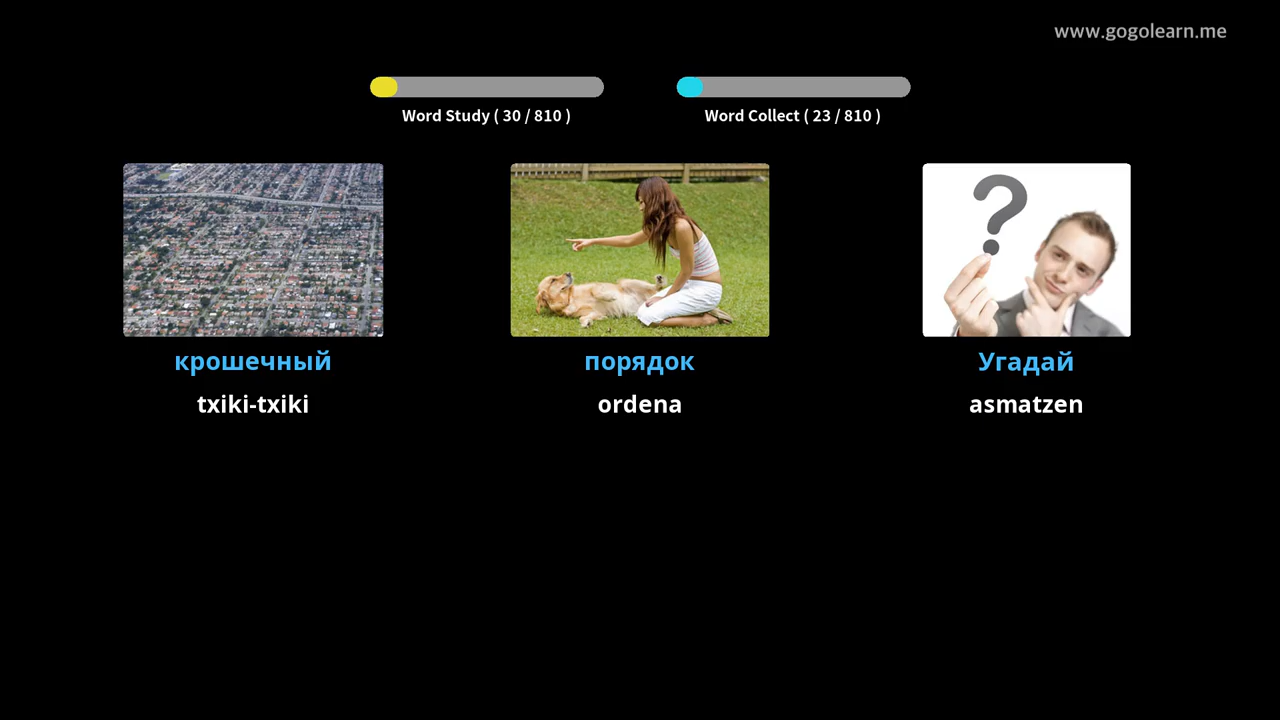 www.gogolearn.me
Word Study ( 30 / 810 )
Word Collect ( 23 / 810 )
крошечный
порядок
Угадай
txiki-txiki
ordena
asmatzen